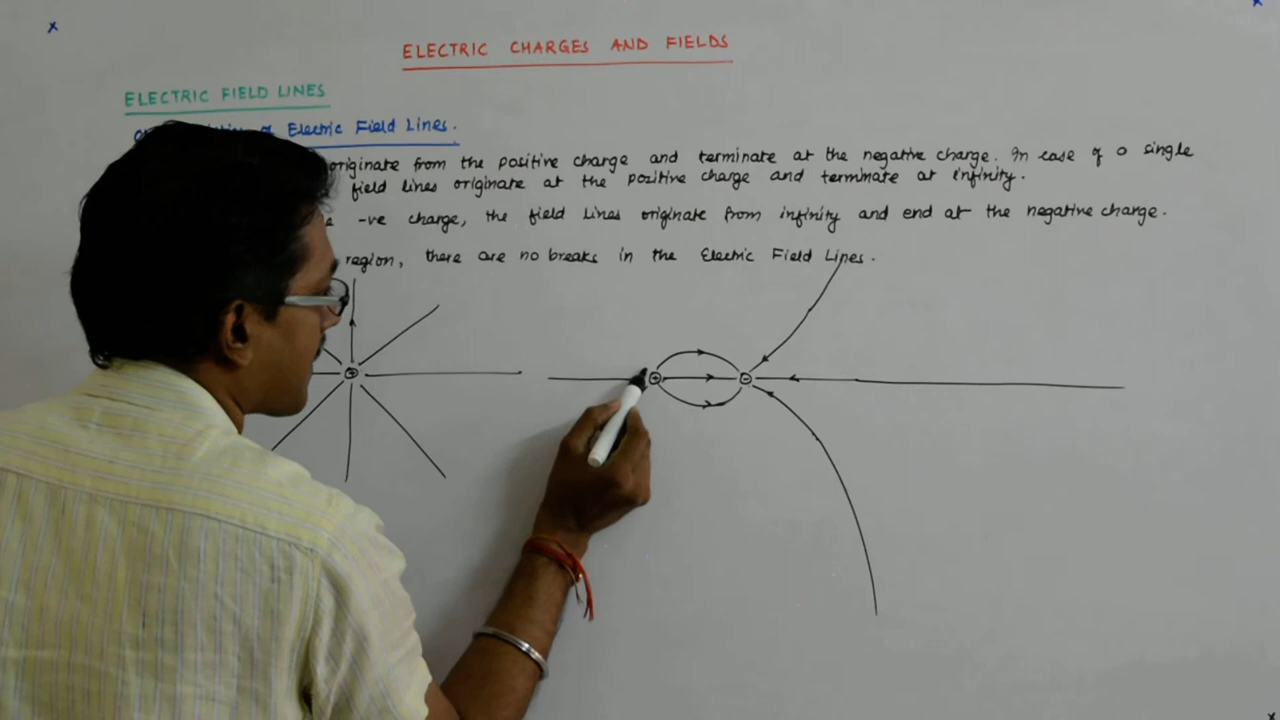 ELECTRIC CHARGES AND FIELDS
ELECTRIC FIELD LINES
of Electric Field Lines.
originate from the positive charge and terminate at the negative charge. In case of a single
field lines originate at the positive charge and terminate at infinity.
-ve charge, the field lines originate from infinity and end at the negative charge.
region, there are no breaks in the Electric Field Lines.
+
+ -